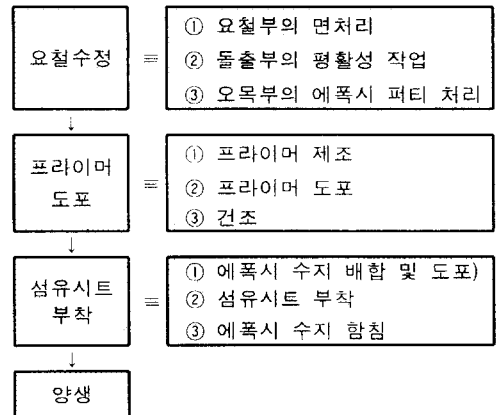 요철수정
≡
① 요철부의 면처리
② 돌출부의 평활성 작업
③ 오목부의 에폭시 퍼티 처리
↓
프라이머
도포
≡
① 프라이머 제조
② 프라이머 도포
③ 건조
↓
섬유시트
부착
≡
① 에폭시 수지 배합 및 도포)
② 섬유시트 부착
③ 에폭시 수지 함침
↓
양생